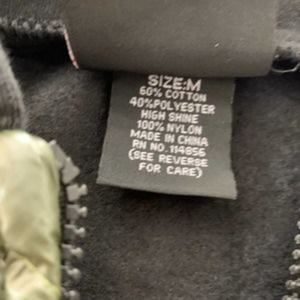 SIZE:M
60% COTTON
40%POLYESTER
HIGH SHINE
100% NYLON
MADE IN CHINA
RN NO. 114856
(SEE REVERSE
FOR CARE)